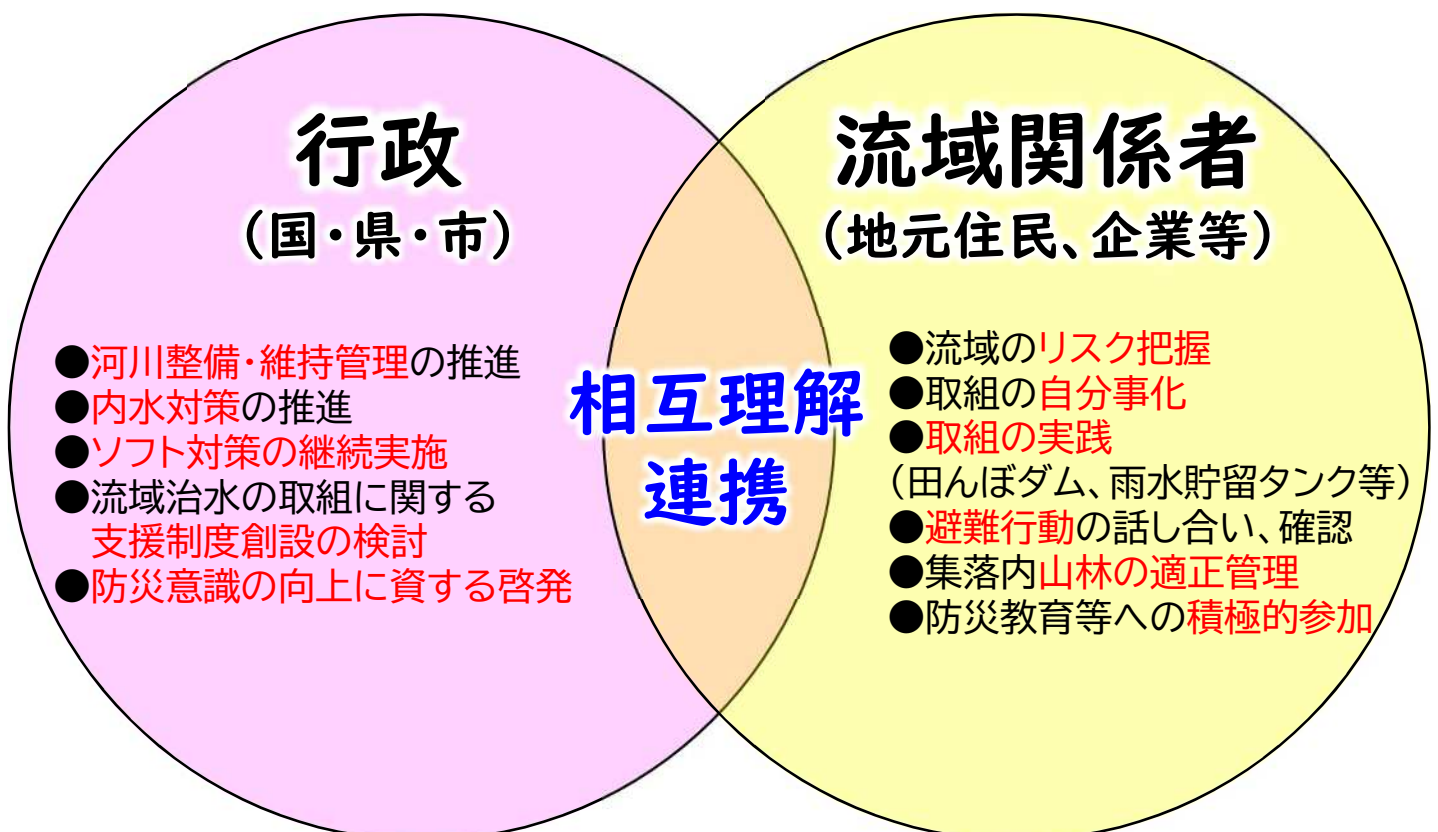 行政
(国・県・市)
●河川整備・維持管理の推進
●内水対策の推進
●ソフト対策の継続実施
●流域治水の取組に関する
支援制度創設の検討
●防災意識の向上に資する啓発
相互理解
連携
流域関係者
(地元住民、企業等)
●流域のリスク把握
●取組の自分事化
●取組の実践
(田んぼダム、雨水貯留タンク等)
●避難行動の話し合い、確認
●集落内山林の適正管理
●防災教育等への積極的参加